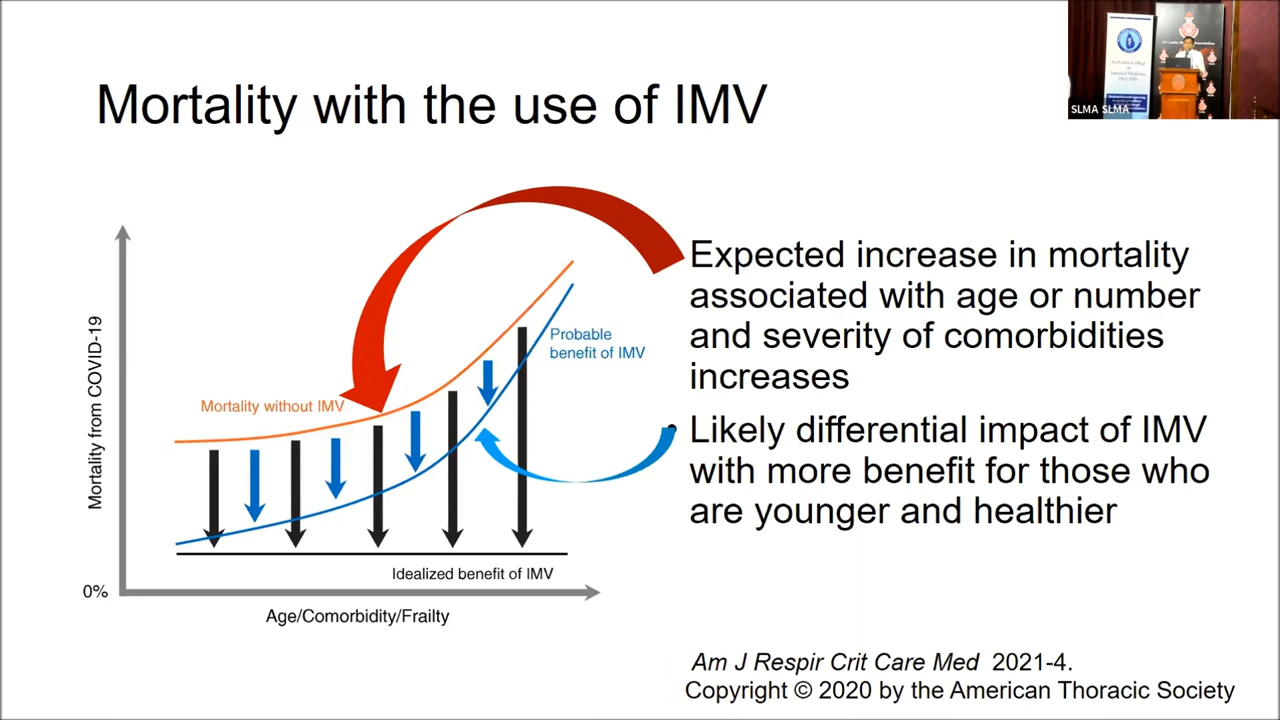 Mortality with the use of IMV
SLMA SLMA
Expected increase in mortality
associated with age or number
and severity of comorbidities
increases
Likely differential impact of IMV
with more benefit for those who
are younger and healthier
Mortality from COVID-19
Mortality without IMV
Probable
benefit of IMV
Idealized benefit of IMV
0%
Age/Comorbidity/Frailty
Am J Respir Crit Care Med 2021-4.
Copyright © 2020 by the American Thoracic Society